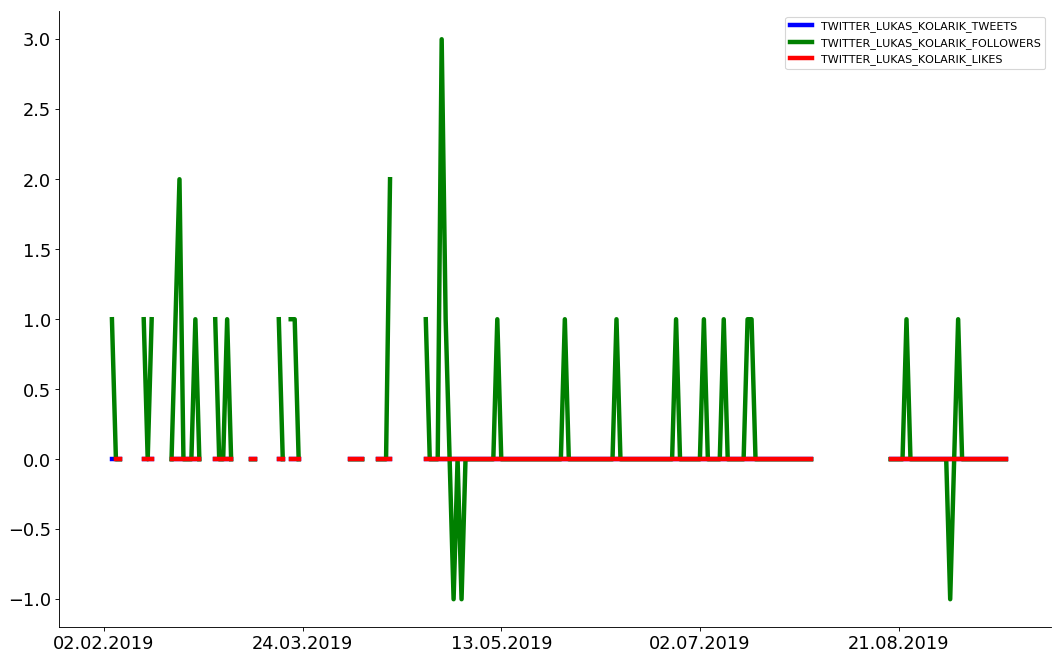 TWITTER_LUKAS_KOLARIK_TWEETS
TWITTER_LUKAS_KOLARIK_FOLLOWERS
TWITTER_LUKAS_KOLARIK_LIKES
3.0
2.5
2.0
1.5
1.0
0.5
0.0
−0.5
−1.0
02.02.2019 24.03.2019 13.05.2019 02.07.2019 21.08.2019